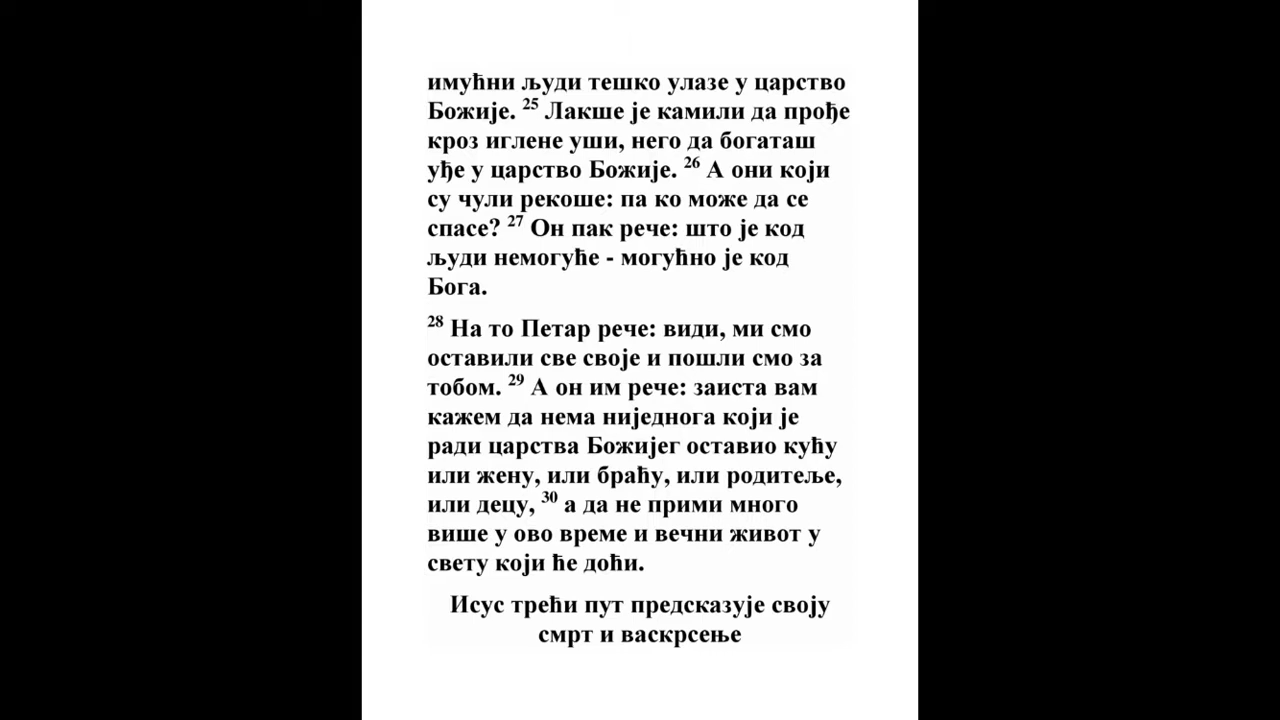 имућни људи тешко улазе у царство
Божије. 25 Лакше је камили да прође
кроз иглене уши, него да богаташ
уђе у царство Божије. 26 А они који
су чули рекоше: па ко може да се
спасе? 27 Он пак рече: што је код
људи немогуће - могућно је код
Бога.
28 На то Петар рече: види, ми смо
оставили све своје и пошли смо за
тобом. 29 А он им рече: заиста вам
кажем да нема ниједнога који је
ради царства Божијег оставио кућу
или жену, или браћу, или родитеље,
или децу, 30 а да не прими много
више у ово време и вечни живот у
свету који ће доћи.
Исус трећи пут предсказује своју
смрт и васкрсење